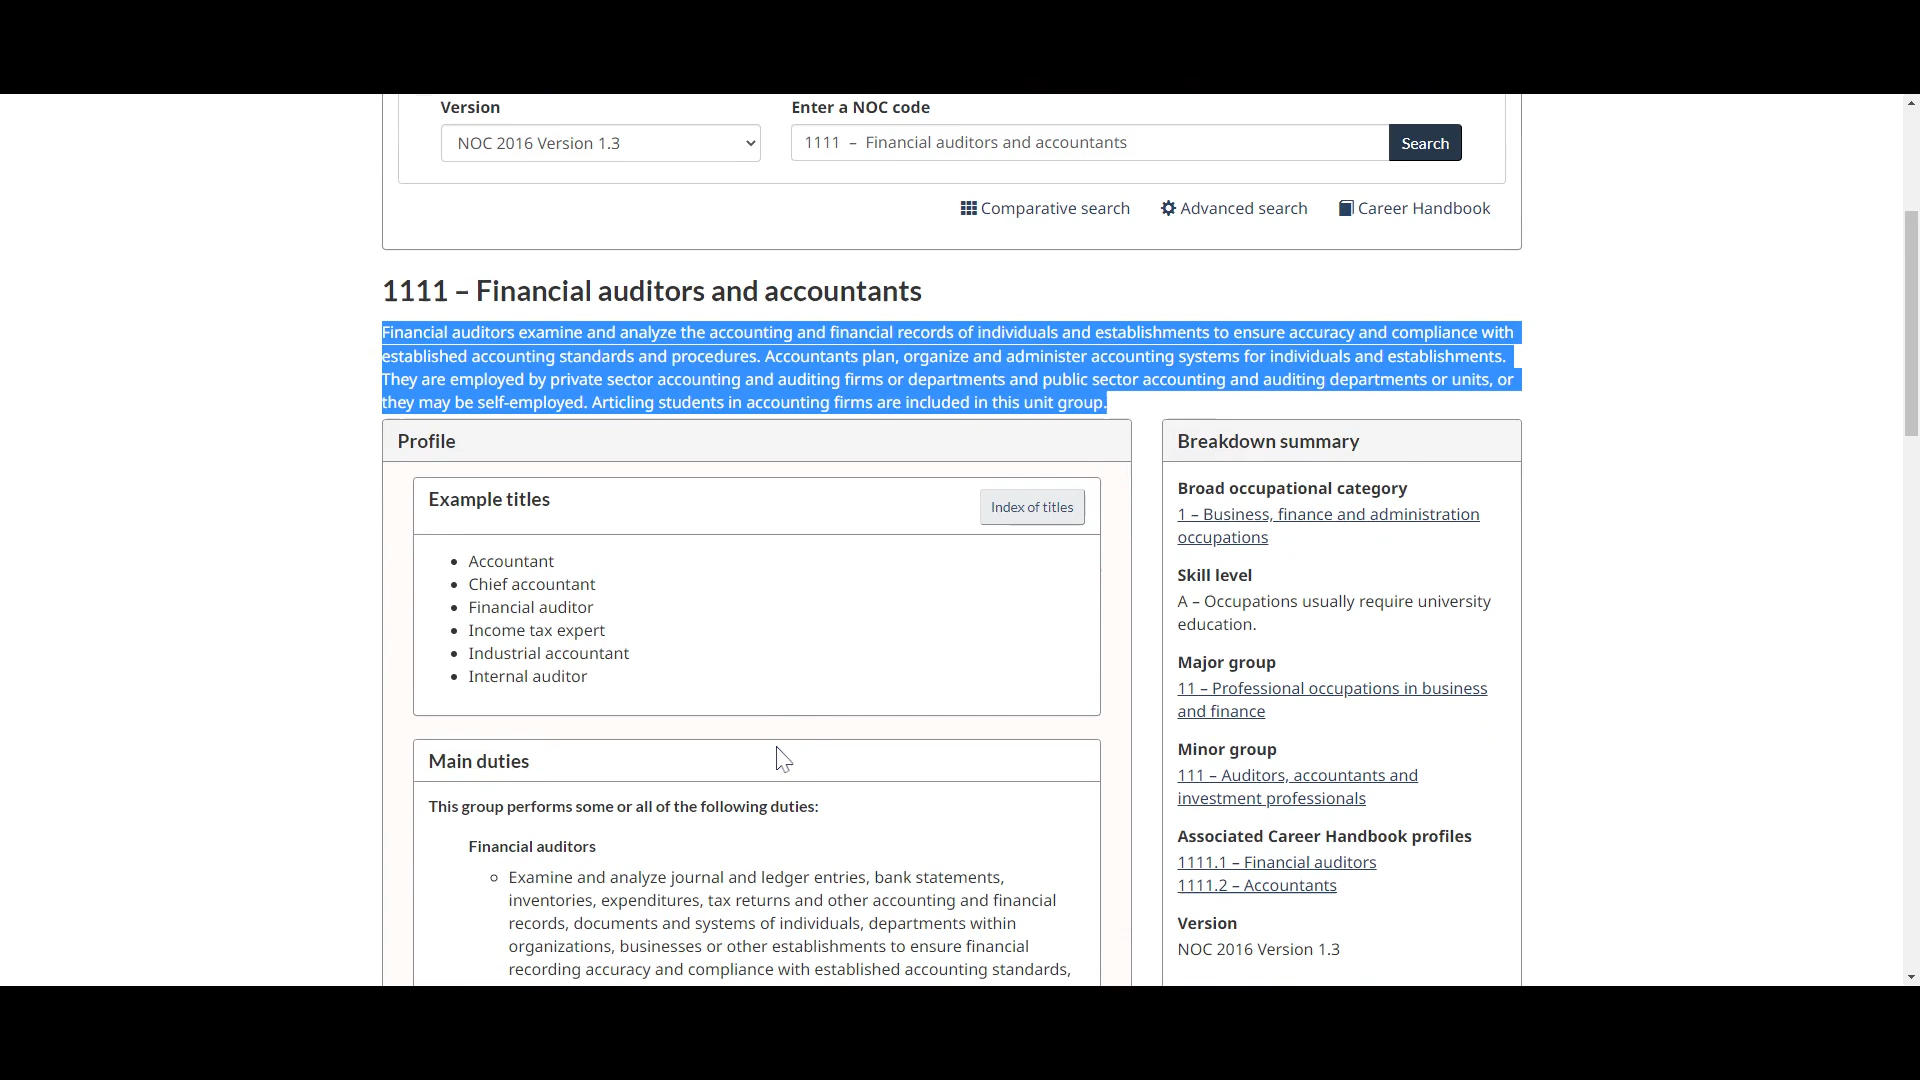 Version
Enter a NOC code
NOC 2016 Version 1.3
1111 – Financial auditors and accountants
Search
Comparative search
Advanced search
Career Handbook
1111 – Financial auditors and accountants
Financial auditors examine and analyze the accounting and financial records of individuals and establishments to ensure accuracy and compliance with
established accounting standards and procedures. Accountants plan, organize and administer accounting systems for individuals and establishments.
They are employed by private sector accounting and auditing firms or departments and public sector accounting and auditing departments or units, or
they may be self-employed. Articling students in accounting firms are included in this unit group.
Profile
Example titles
Index of titles
Accountant
Chief accountant
Financial auditor
Income tax expert
Industrial accountant
Internal auditor
Main duties
This group performs some or all of the following duties:
Financial auditors
Examine and analyze journal and ledger entries, bank statements,
inventories, expenditures, tax returns and other accounting and financial
records, documents and systems of individuals, departments within
organizations, businesses or other establishments to ensure financial
recording accuracy and compliance with established accounting standards,
Breakdown summary
Broad occupational category
1 – Business, finance and administration
occupations
Skill level
A – Occupations usually require university
education.
Major group
11 – Professional occupations in business
and finance
Minor group
111 – Auditors, accountants and
investment professionals
Associated Career Handbook profiles
1111.1 – Financial auditors
1111.2 – Accountants
Version
NOC 2016 Version 1.3